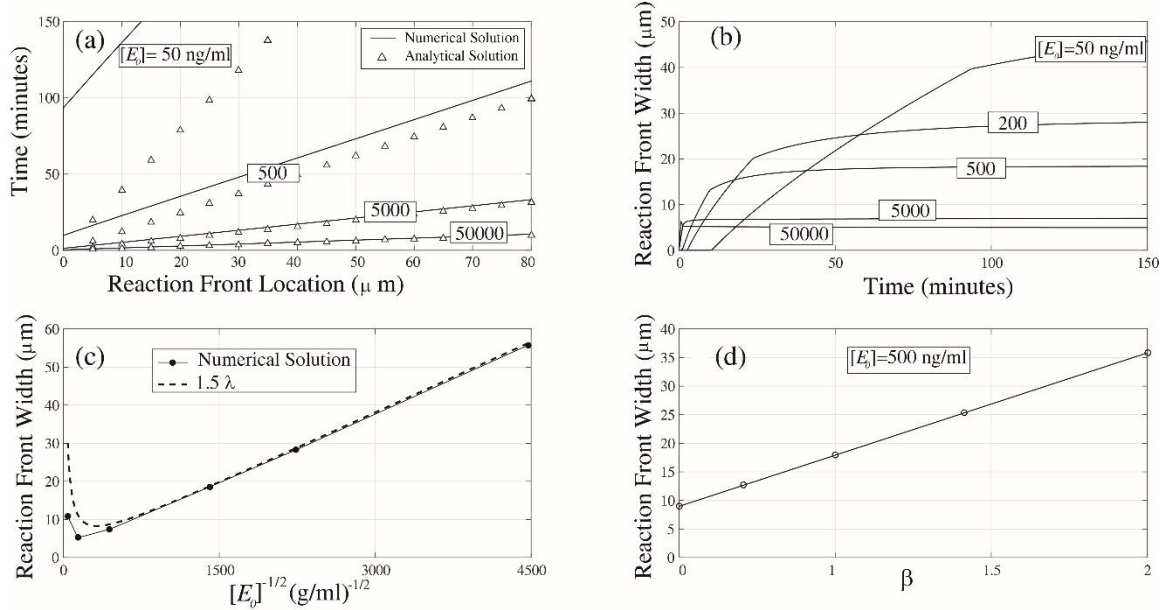 (a)
[E0]= 50 ng/ml
Numerical Solution
Analytical Solution
Time (minutes)
150
100
50
0
500
5000
50000
0 10 20 30 40 50 60 70 80
Reaction Front Location (μ m)
(b)
[E0]=50 ng/ml
Reaction Front Width (μm)
50
40
30
20
10
0
200
500
5000
50000
0 50 100 150
Time (minutes)
(c)
Numerical Solution
1.5 λ
Reaction Front Width (μm)
60
50
40
30
20
10
0
0 1500 3000 4500
[E0]-1/2 (g/ml)-1/2
(d)
[E0]=500 ng/ml
Reaction Front Width (μm)
40
35
30
25
20
15
10
5
0
0 1 1.5 2
β